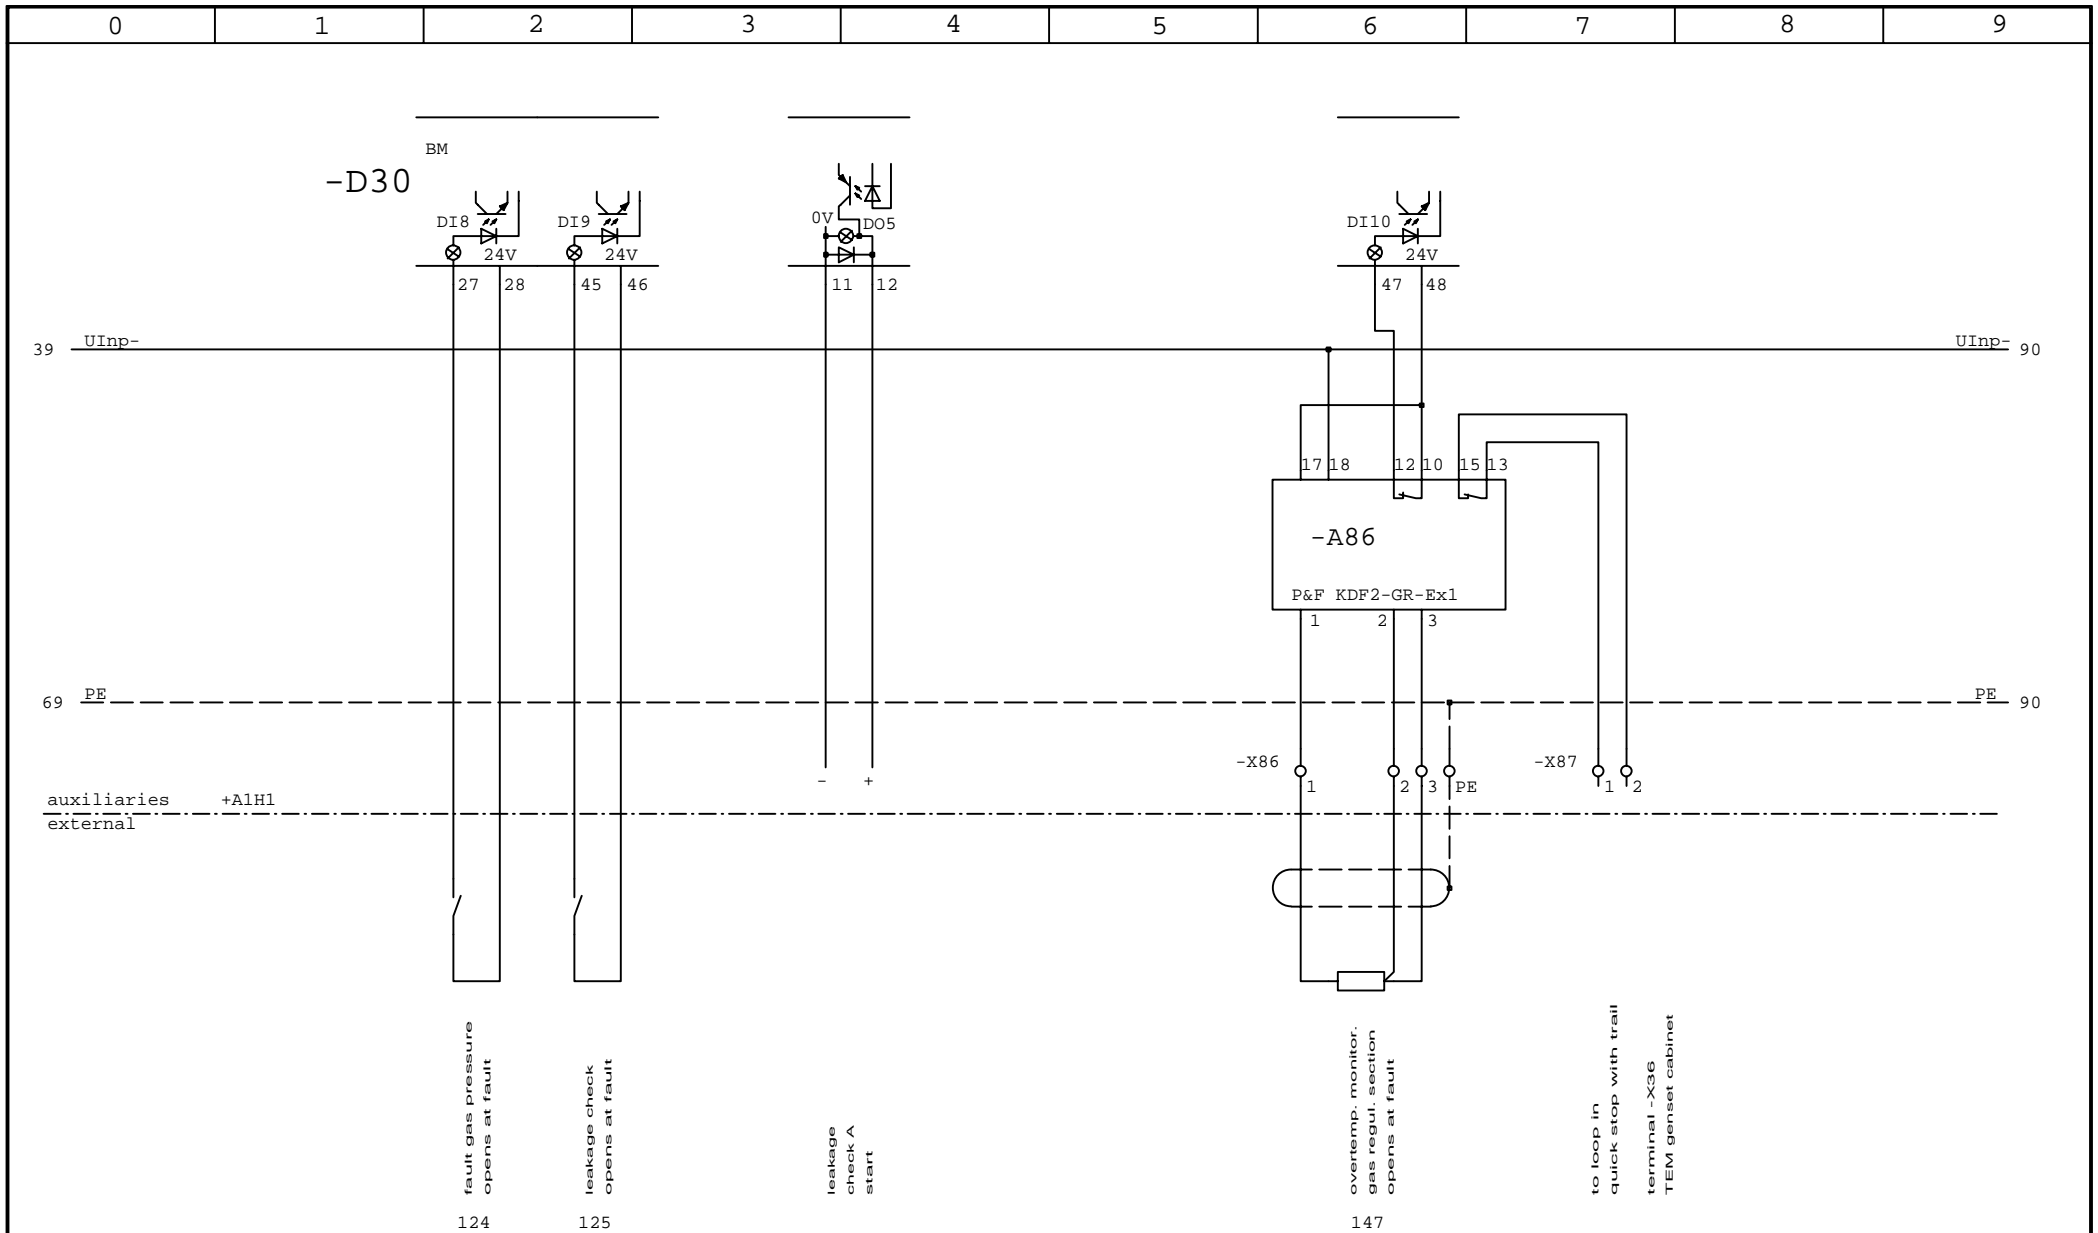 0 1 2 3 4 5 6 7 8 9
BM
-D30
DI8 DI9 0V DO5 DI10
24V 24V 24V
27 28 45 46 11 12 47 48
39 UInp- UInp- 90
17 18 12 10 15 13
-A86
P&F KDF2-GR-Ex1
1 2 3
69 PE PE 90
-X86 -X87
- +
1 2 3 PE 1 2
auxiliaries +A1H1
external
fault gas pressure
opens at fault
leakage check
opens at fault
leakage
check A
start
overtemp. monitor.
gas regul. section
opens at fault
to loop in
quick stop with trail
terminal -X36
TEM genset cabinet
124 125 147